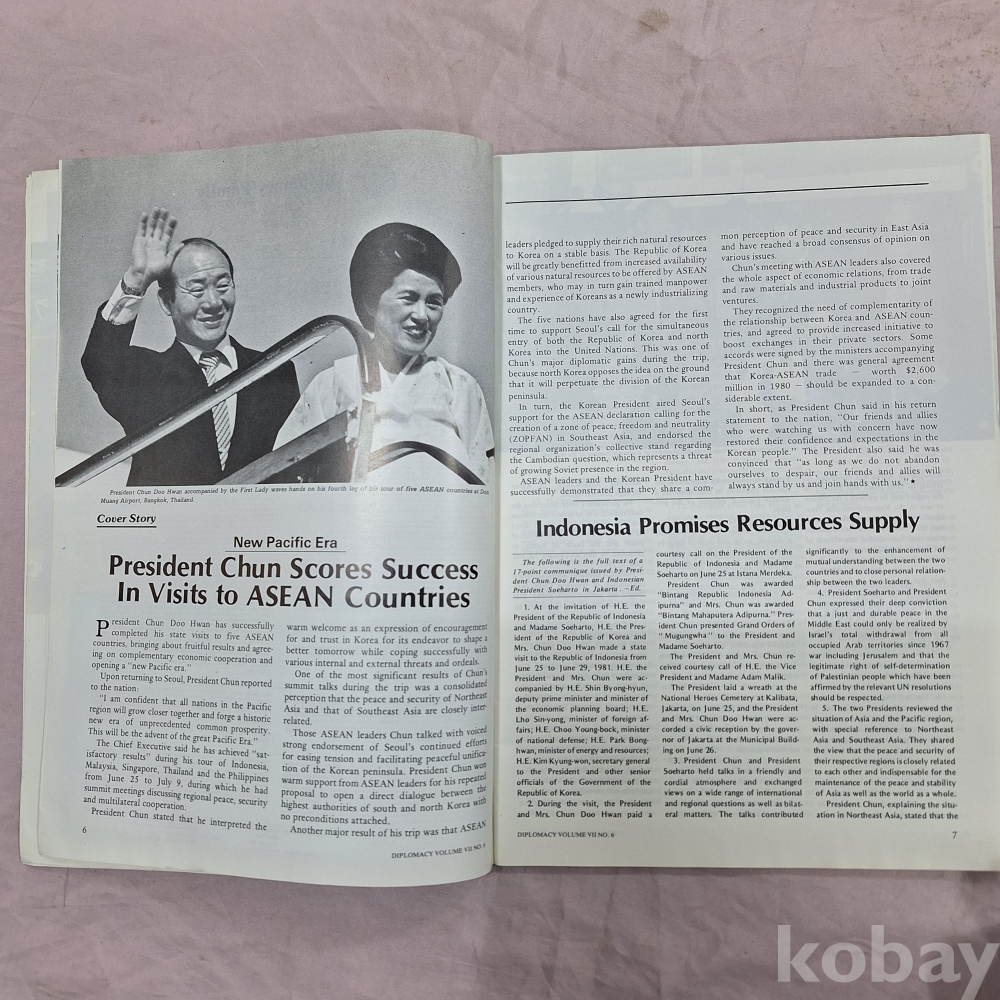 President Chun Doo Hwan accompanied by the First Lady waves hands on his fourth leg of his tour of five ASEAN countries at Don
Muang Airport, Bangkok, Thailand.
Cover Story
New Pacific Era
President Chun Scores Success
In Visits to ASEAN Countries
President Chun Doo Hwan has successfully
completed his state visits to five ASEAN
countries, bringing about fruitful results and agree-
ing on complementary economic cooperation and
opening a "new Pacific era."
Upon returning to Seoul, President Chun reported
to the nation:
"I am confident that all nations in the Pacific
region will grow closer together and forge a historic
new era of unprecedented common prosperity.
This will be the advent of the great Pacific Era."
The Chief Executive said he has achieved "sat-
isfactory results" during his tour of Indonesia,
Malaysia, Singapore, Thailand and the Philippines
from June 25 to July 9, during which he had
summit meetings discussing regional peace, security
and multilateral cooperation.
President Chun stated that he interpreted the
6
warm welcome as an expression of encouragement
for and trust in Korea for its endeavor to shape a
better tomorrow while coping successfully with
various internal and external threats and ordeals.
One of the most significant results of Chun's
summit talks during the trip was a consolidated
perception that the peace and security of Northeast
Asia and that of Southeast Asia are closely inter-
related.
Those ASEAN leaders Chun talked with voiced
strong endorsement of Seoul's continued efforts
for easing tension and facilitating peaceful unifica-
tion of the Korean peninsula. President Chun won
warm support from ASEAN leaders for his repeated
proposal to open a direct dialogue between the
highest authorities of south and north Korea with
no preconditions attached.
Another major result of his trip was that ASEAN
DIPLOMACY VOLUME VII NO. 6
leaders pledged to supply their rich natural resources
to Korea on a stable basis. The Republic of Korea
will be greatly benefitted from increased availability
of various natural resources to be offered by ASEAN
members, who may in turn gain trained manpower
and experience of Koreans as a newly industrializing
country.
The five nations have also agreed for the first
time to support Seoul's call for the simultaneous
entry of both the Republic of Korea and north
Korea into the United Nations. This was one of
Chun's major diplomatic gains during the trip,
because north Korea opposes the idea on the ground
that it will perpetuate the division of the Korean
peninsula.
In turn, the Korean President aired Seoul's
support for the ASEAN declaration calling for the
creation of a zone of peace, freedom and neutrality
(ZOPFAN) in Southeast Asia, and endorsed the
regional organization's collective stand regarding
the Cambodian question, which represents a threat
of growing Soviet presence in the region.
ASEAN leaders and the Korean President have
successfully demonstrated that they share a com-
mon perception of peace and security in East Asia
and have reached a broad consensus of opinion on
various issues.
Chun's meeting with ASEAN leaders also covered
the whole aspect of economic relations, from trade
and raw materials and industrial products to joint
ventures.
They recognized the need of complementarity of
the relationship between Korea and ASEAN coun-
tries, and agreed to provide increased initiative to
boost exchanges in their private sectors. Some
accords were signed by the ministers accompanying
President Chun and there was general agreement
that Korea-ASEAN trade — worth $2,600
million in 1980 — should be expanded to a con-
siderable extent.
In short, as President Chun said in his return
statement to the nation, "Our friends and allies
who were watching us with concern have now
restored their confidence and expectations in the
Korean people." The President also said he was
convinced that "as long as we do not abandon
ourselves to despair, our friends and allies will
always stand by us and join hands with us."★
Indonesia Promises Resources Supply
The following is the full text of a
17-point communique issued by Presi-
dent Chun Doo Hwan and Indonesian
President Soeharto in Jakarta. —Ed.
1. At the invitation of H.E. the
President of the Republic of Indonesia
and Madame Soeharto, H.E. the Pres-
ident of the Republic of Korea and
Mrs. Chun Doo Hwan made a state
visit to the Republic of Indonesia from
June 25 to June 29, 1981. H.E. the
President and Mrs. Chun were ac-
companied by H.E. Shin Byong-hyun,
deputy prime minister and minister of
the economic planning board; H.E.
Lho Sin-yong, minister of foreign af-
fairs; H.E. Choo Young-bock, minister
of national defense; H.E. Park Bong-
hwan, minister of energy and resources;
H.E. Kim Kyung-won, secretary general
to the President and other senior
officials of the Government of the
Republic of Korea.
2. During the visit, the President
and Mrs. Chun Doo Hwan paid a
courtesy call on the President of the
Republic of Indonesia and Madame
Soeharto on June 25 at Istana Merdeka.
President Chun was awarded
"Bintang Republik Indonesia Ad-
ipurna" and Mrs. Chun was awarded
"Bintang Mahaputera Adipurna." Pres-
ident Chun presented Grand Orders of
"Mugungwha" to the President and
Madame Soeharto.
The President and Mrs. Chun re-
ceived courtesy call of H.E. the Vice
President and Madame Adam Malik.
The President laid a wreath at the
National Heroes Cemetery at Kalibata,
Jakarta, on June 25, and the President
and Mrs. Chun Doo Hwan were ac-
corded a civic reception by the gover-
nor of Jakarta at the Municipal Build-
ing on June 26.
3. President Chun and President
Soeharto held talks in a friendly and
cordial atmosphere and exchanged
views on a wide range of international
and regional questions as well as bilat-
eral matters. The talks contributed
significantly to the enhancement of
mutual understanding between the two
countries and to close personal relation-
ship between the two leaders.
4. President Soeharto and President
Chun expressed their deep conviction
that a just and durable peace in the
Middle East could only be realized by
Israel's total withdrawal from all
occupied Arab territories since 1967
war including Jerusalem and that the
legitimate right of self-determination
of Palestinian people which have been
affirmed by the relevant UN resolutions
should be respected.
5. The two Presidents reviewed the
situation of Asia and the Pacific region,
with special reference to Northeast
Asia and Southeast Asia. They shared
the view that the peace and security of
their respective regions is closely related
to each other and indispensable for the
maintenance of the peace and stability
of Asia as well as the world as a whole.
President Chun, explaining the situ-
ation in Northeast Asia, stated that the
DIPLOMACY VOLUME VII NO. 6
7
kobay